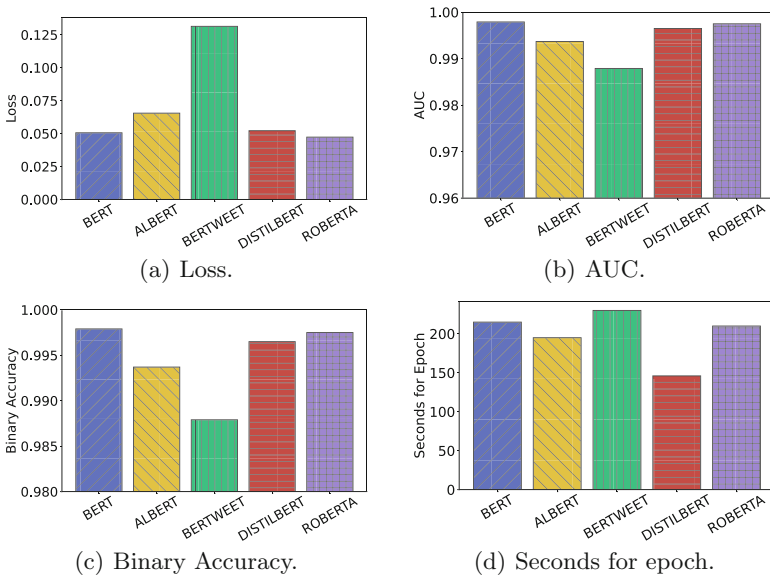 0.125
0.100
0.075
0.050
0.025
0.000
Loss
BERT
ALBERT
BERTWEET
DISTILBERT
ROBERTA
(a) Loss.
1.00
0.99
0.98
0.97
0.96
AUC
BERT
ALBERT
BERTWEET
DISTILBERT
ROBERTA
(b) AUC.
1.000
0.995
0.990
0.985
0.980
Binary Accuracy
BERT
ALBERT
BERTWEET
DISTILBERT
ROBERTA
(c) Binary Accuracy.
200
150
100
50
0
Seconds for Epoch
BERT
ALBERT
BERTWEET
DISTILBERT
ROBERTA
(d) Seconds for epoch.